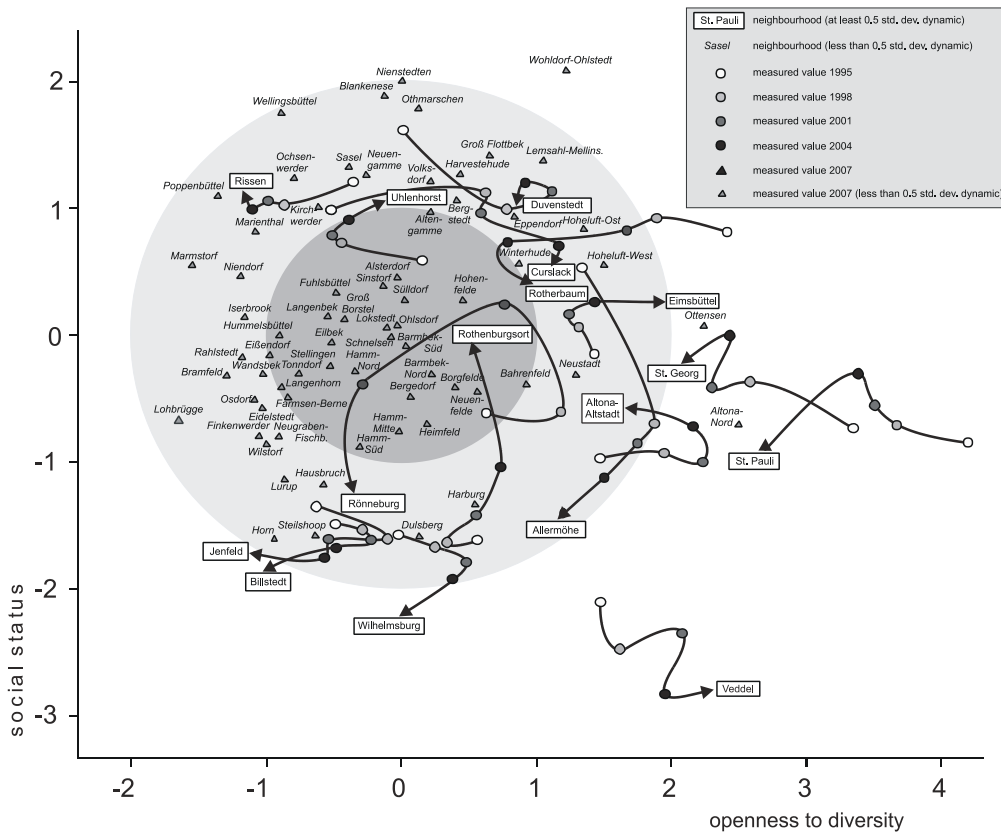 St. Pauli neighbourhood (at least 0.5 std. dev. dynamic)
Sasel neighbourhood (less than 0.5 std. dev. dynamic)
measured value 1995
measured value 1998
measured value 2001
measured value 2004
measured value 2007
measured value 2007 (less than 0.5 std. dev. dynamic)
Wohldorf-Ohlstedt
Nienstedten
Blankenese
Othmarschen
Wellingsbüttel
Groß Flottbek
Lemsahl-Mellins.
Ochsen-
werder
Sasel
Neuen-
gamme
Volks-
dorf
Harvestehude
Rissen
Poppenbüttel
Uhlenhorst
Kirch-
werder
Marienthal
Alten-
gamme
Berg-
stedt
Duvenstedt
Eppendorf
Hoheluft-Ost
Marmstorf
Niendorf
Alsterdorf
Sinstorf
Winterhude
Curslack
Hoheluft-West
Fuhlsbüttel
Sülldorf
Hohen-
felde
Rotherbaum
Eimsbüttel
Iserbrook
Langenbek
Groß
Borstel
Ottensen
Hummelsbüttel
Lokstedt
Ohlsdorf
Rothenburgsort
Eißendorf
Eilbek
Schnelsen
Barmbek-
Süd
Rahlstedt
Stellingen
Hamm-
Nord
Neustadt
St. Georg
Bramfeld
Wandsbek
Tonndorf
Barmbek-
Nord
Bahrenfeld
Langenhorn
Bergedorf
Borgfelde
Osdorf
Farmsen-Berne
Neuen-
felde
Altona-
Altstadt
Lohbrügge
Eidelstedt
Finkenwerder
Neugraben-
Fischb.
Hamm-
Mitte
Heimfeld
Altona-
Nord
Wilstorf
Hamm-
Süd
St. Pauli
Lurup
Hausbruch
Rönneburg
Harburg
Allermöhe
Horn
Steilshoop
Dulsberg
Jenfeld
Billstedt
Wilhelmsburg
Veddel
2
1
0
-1
-2
-3
social status
-2 -1 0 1 2 3 4
openness to diversity